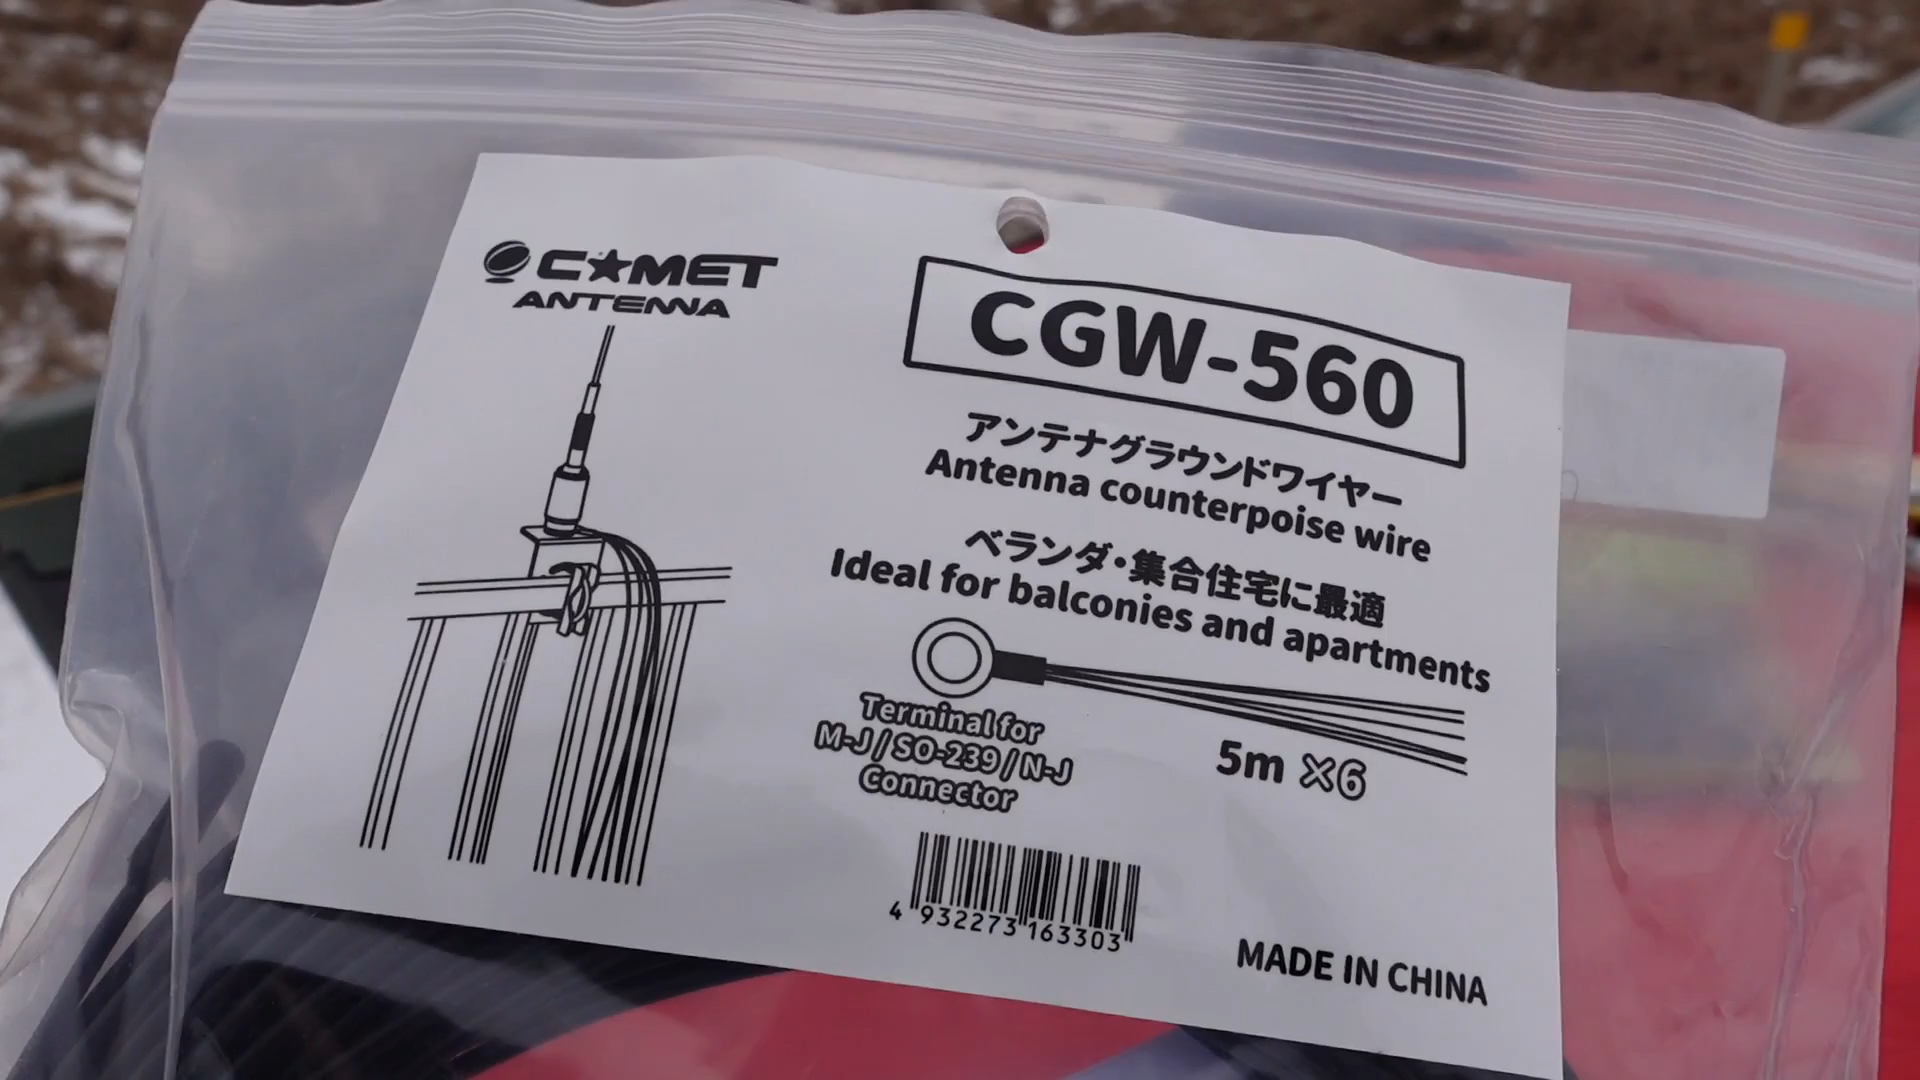 C★MET
ANTENNA
CGW-560
アンテナグラウンドワイヤー
Antenna counterpoise wire
ベランダ・集合住宅に最適
Ideal for balconies and apartments
Terminal for
M-J / SO-239 / N-J
Connector
5m ×6
4 932273 163303
MADE IN CHINA